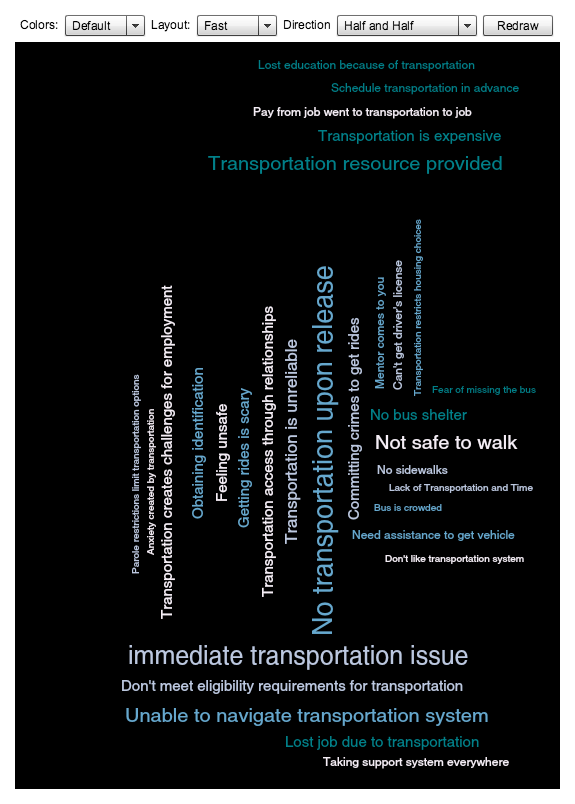 Colors: Default Layout: Fast Direction Half and Half Redraw
Lost education because of transportation
Schedule transportation in advance
Pay from job went to transportation to job
Transportation is expensive
Transportation resource provided
Parole restrictions limit transportation options
Anxiety created by transportation
Transportation creates challenges for employment
Obtaining identification
Feeling unsafe
Getting rides is scary
Transportation access through relationships
Transportation is unreliable
No transportation upon release
Committing crimes to get rides
Mentor comes to you
Can't get driver's license
Transportation restricts housing choices
Fear of missing the bus
No bus shelter
Not safe to walk
No sidewalks
Lack of Transportation and Time
Bus is crowded
Need assistance to get vehicle
Don't like transportation system
immediate transportation issue
Don't meet eligibility requirements for transportation
Unable to navigate transportation system
Lost job due to transportation
Taking support system everywhere